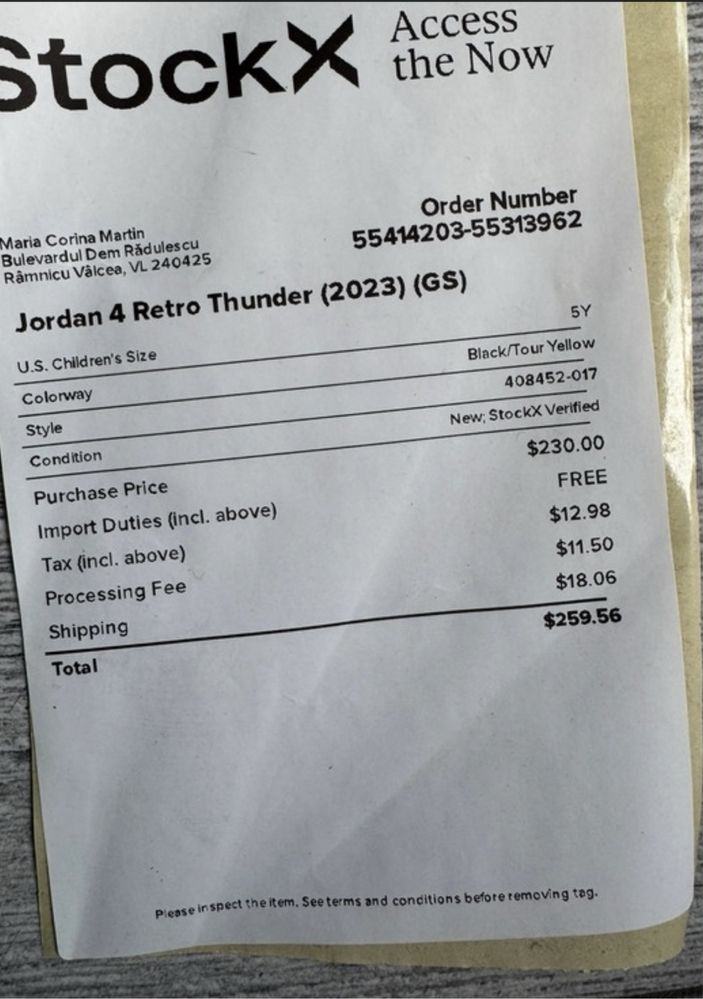 StockX
Access
the Now
Order Number
55414203-55313962
Maria Corina Martin
Bulevardul Dem Rădulescu
Râmnicu Vâlcea, VL 240425
Jordan 4 Retro Thunder (2023) (GS)
U.S. Children's Size 5Y
Colorway Black/Tour Yellow
Style 408452-017
Condition New; StockX Verified
Purchase Price $230.00
Import Duties (incl. above) FREE
Tax (incl. above) $12.98
Processing Fee $11.50
Shipping $18.06
Total $259.56
Please inspect the item. See terms and conditions before removing tag.